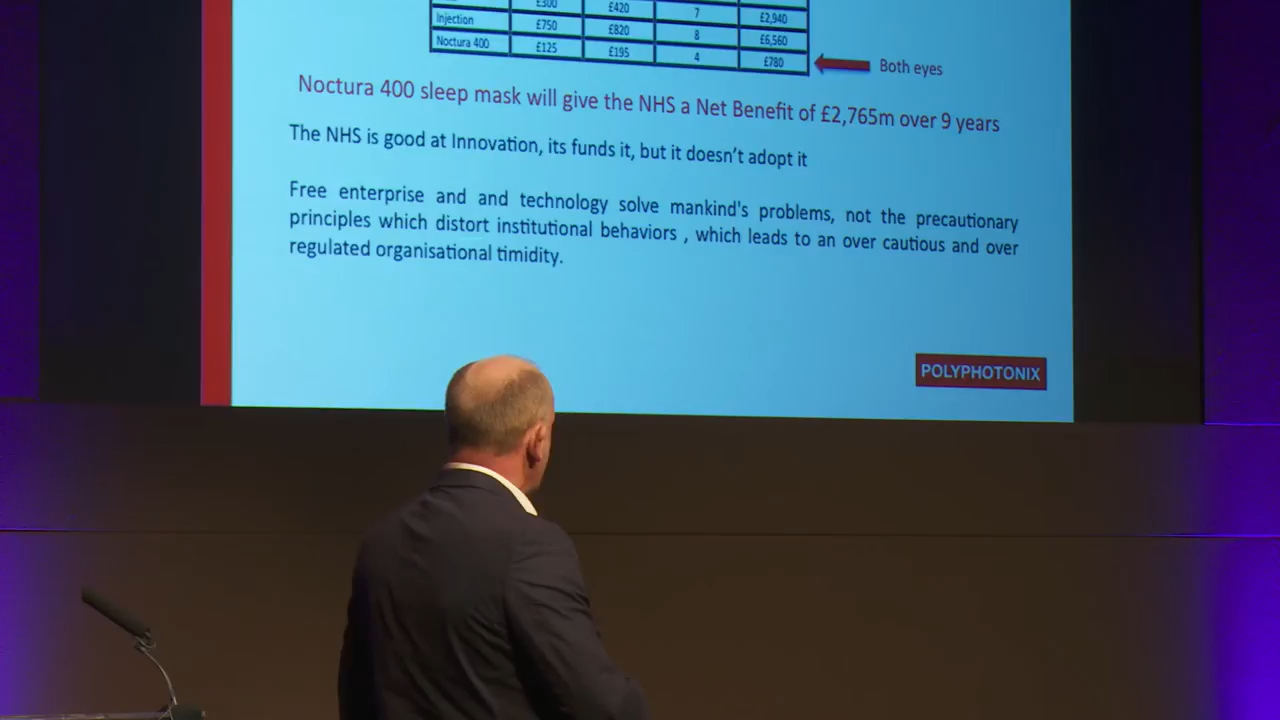 £300 £420 7 £2,940
Injection £750 £820 8 £6,560
Noctura 400 £125 £195 4 £780
Both eyes
Noctura 400 sleep mask will give the NHS a Net Benefit of £2,765m over 9 years
The NHS is good at Innovation, its funds it, but it doesn't adopt it
Free enterprise and and technology solve mankind's problems, not the precautionary
principles which distort institutional behaviors , which leads to an over cautious and over
regulated organisational timidity.
POLYPHOTONIX